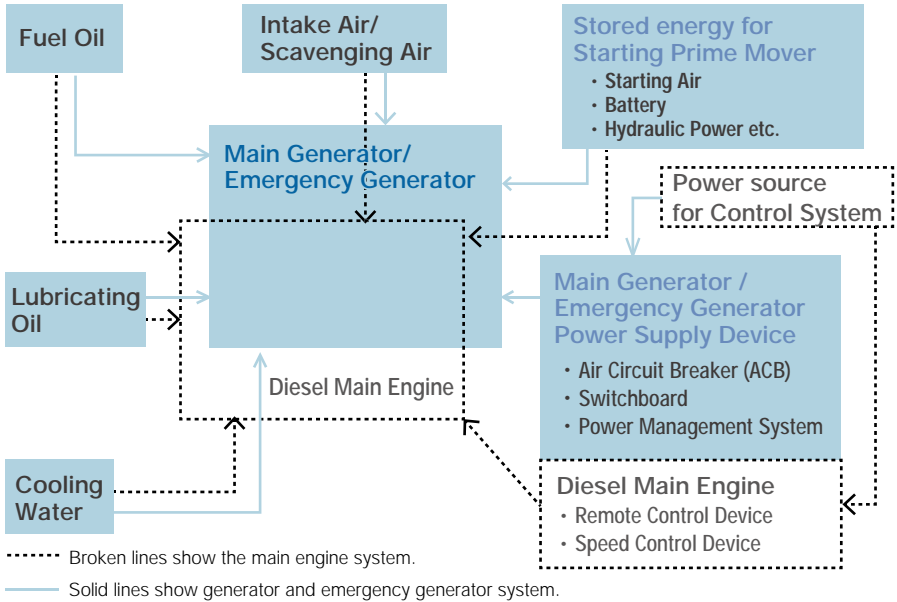 Fuel Oil
Intake Air/
Scavenging Air
Stored energy for
Starting Prime Mover
・Starting Air
・Battery
・Hydraulic Power etc.
Main Generator/
Emergency Generator
Power source
for Control System
Lubricating
Oil
Main Generator /
Emergency Generator
Power Supply Device
・Air Circuit Breaker (ACB)
・Switchboard
・Power Management System
Diesel Main Engine
Cooling
Water
Diesel Main Engine
・Remote Control Device
・Speed Control Device
Broken lines show the main engine system.
Solid lines show generator and emergency generator system.